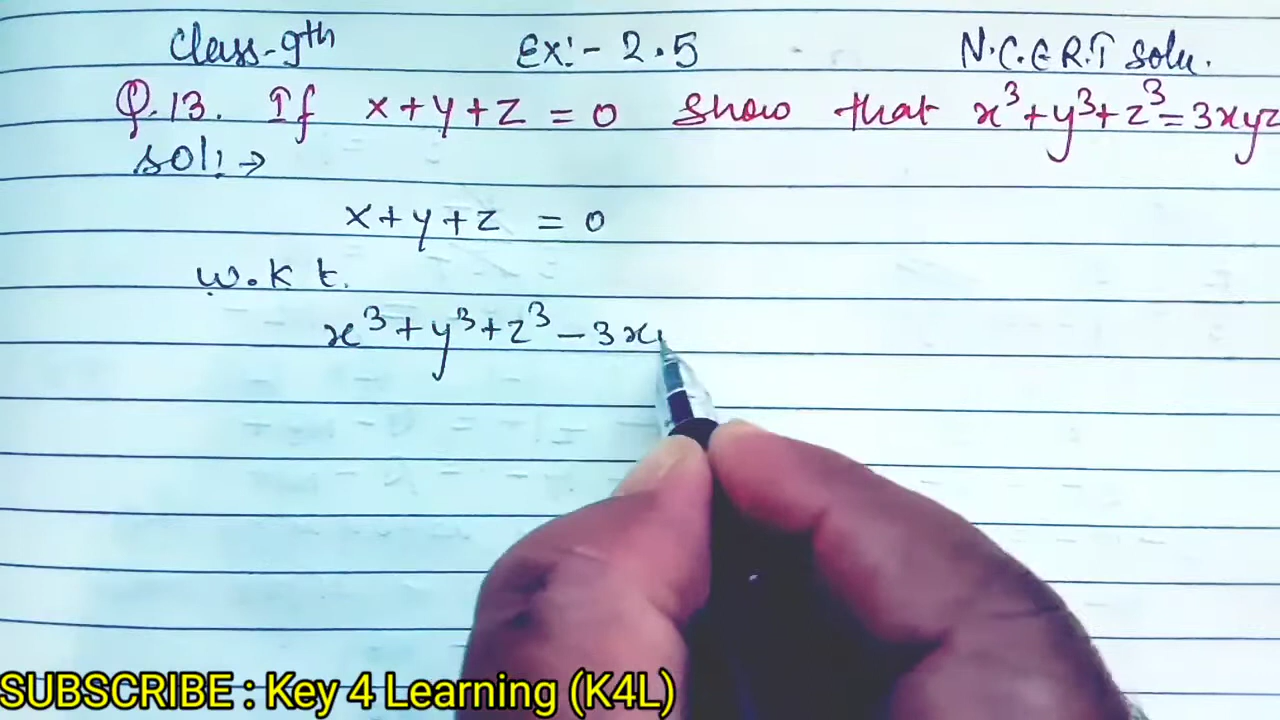 Class-9th Ex:- 2.5 N.C.E.R.T Solu.
Q.13. If x+y+z = 0 Show that x³+y³+z³=3xyz
Sol: →
x+y+z = 0
w.k t.
x³+y³+z³-3x
SUBSCRIBE : Key 4 Learning (K4L)